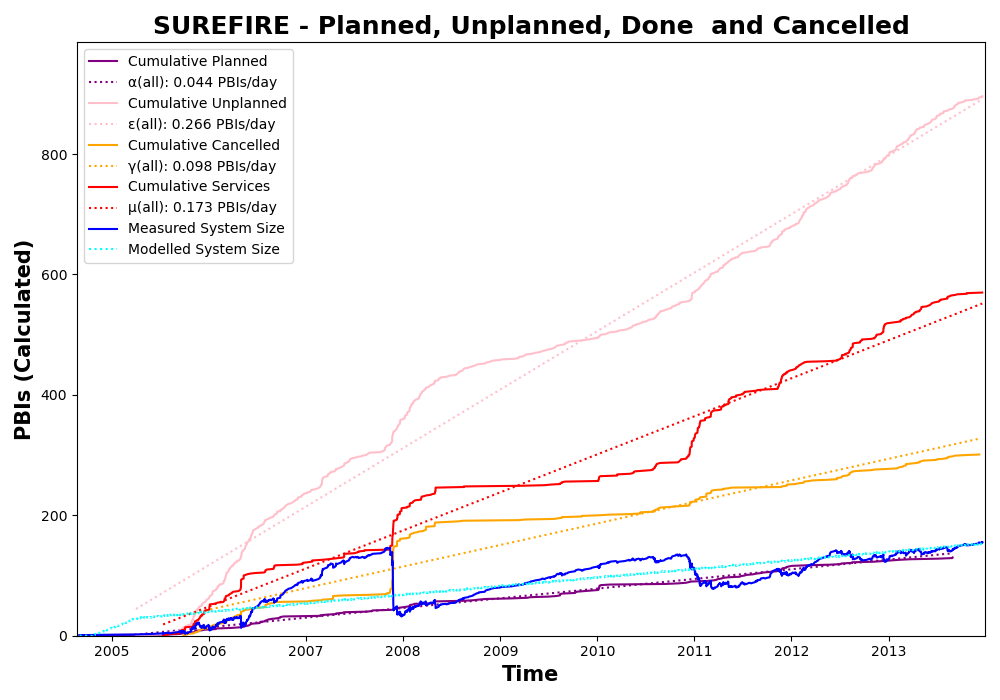 SUREFIRE - Planned, Unplanned, Done  and Cancelled
PBIs (Calculated)
800
600
400
200
0
Cumulative Planned
α(all): 0.044 PBIs/day
Cumulative Unplanned
ε(all): 0.266 PBIs/day
Cumulative Cancelled
γ(all): 0.098 PBIs/day
Cumulative Services
μ(all): 0.173 PBIs/day
Measured System Size
Modelled System Size
2005 2006 2007 2008 2009 2010 2011 2012 2013
Time